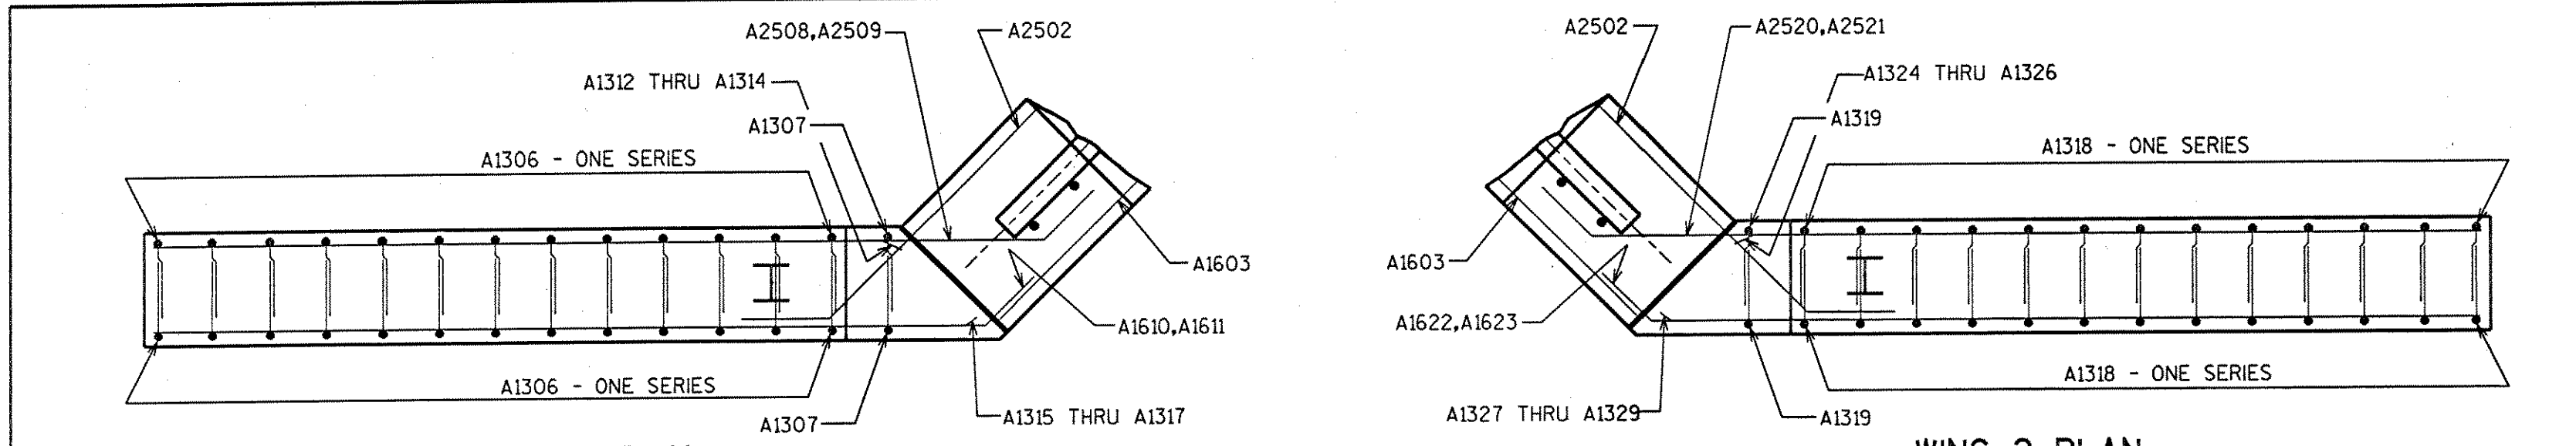 A2508,A2509
A2502
A1312 THRU A1314
A1307
A1306 - ONE SERIES
A1603
A1610,A1611
A1306 - ONE SERIES
A1307
A1315 THRU A1317
A2502
A2520,A2521
A1324 THRU A1326
A1319
A1318 - ONE SERIES
A1603
A1622,A1623
A1318 - ONE SERIES
A1327 THRU A1329
A1319